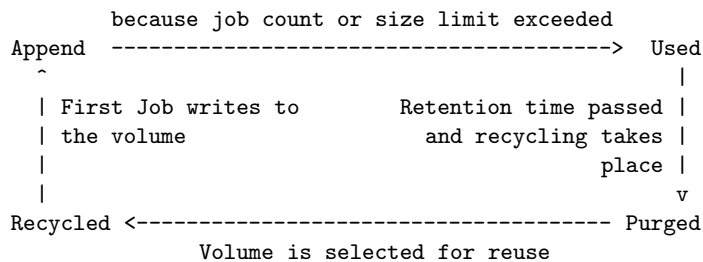 because job count or size limit exceeded
Append ----------------------------------------> Used
^ |
| First Job writes to Retention time passed |
| the volume and recycling takes |
| place |
| v
Recycled <-------------------------------------- Purged
Volume is selected for reuse